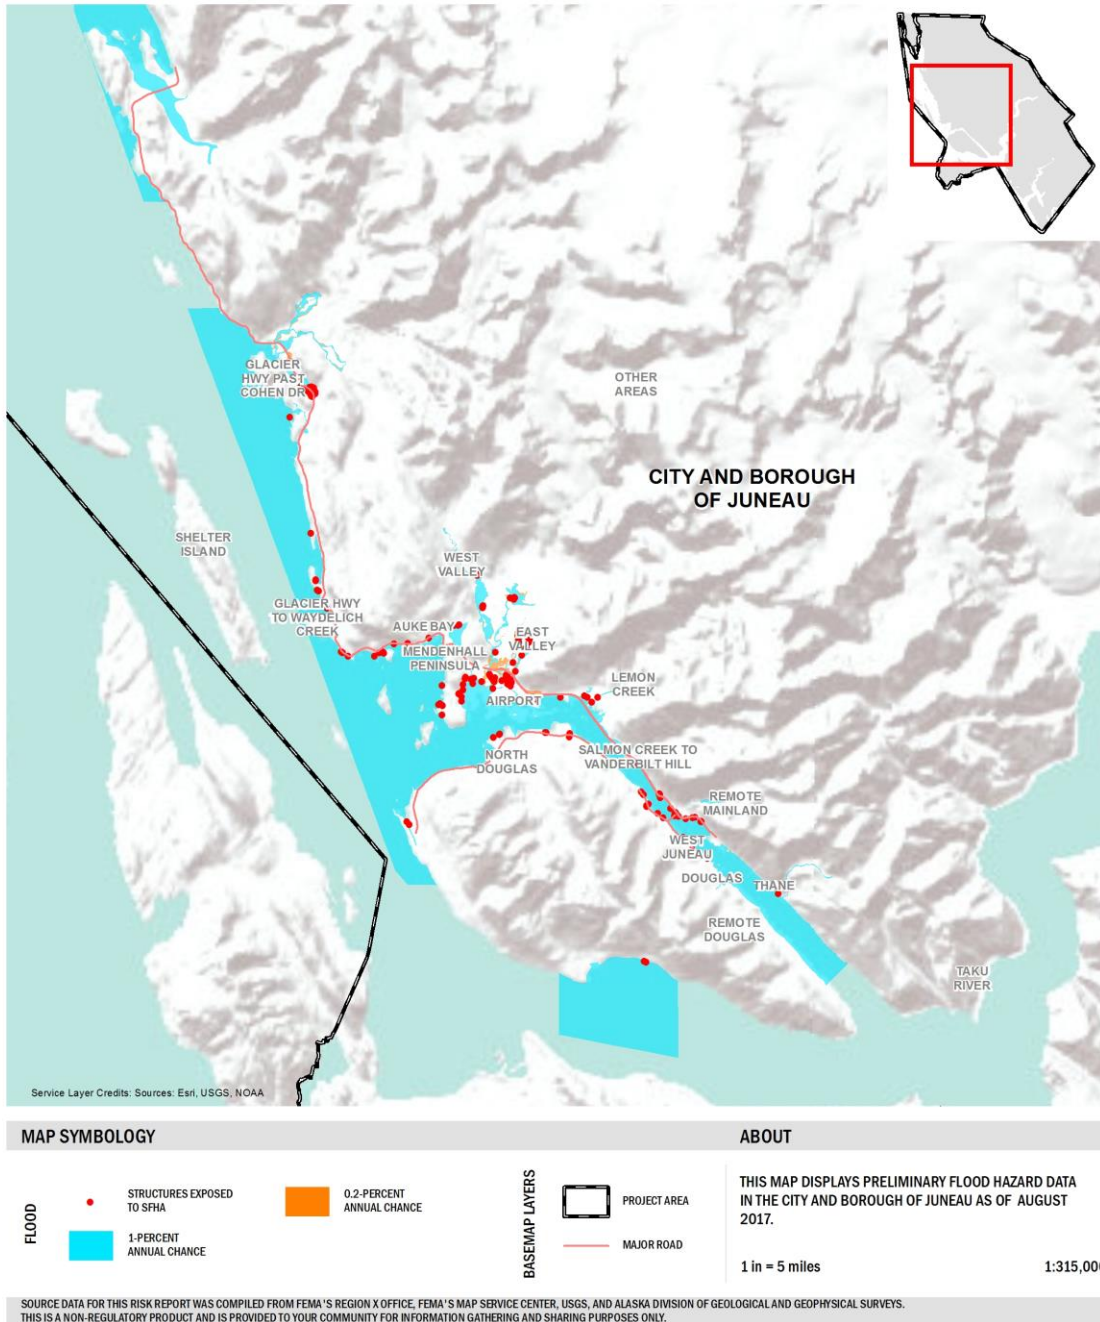 GLACIER
HWY PAST
COHEN DR
OTHER
AREAS
CITY AND BOROUGH
OF JUNEAU
SHELTER
ISLAND
WEST
VALLEY
GLACIER HWY
TO WAYDELICH
CREEK
AUKE BAY
EAST
VALLEY
MENDENHALL
PENINSULA
LEMON
CREEK
AIRPORT
NORTH
DOUGLAS
SALMON CREEK TO
VANDERBILT HILL
REMOTE
MAINLAND
WEST
JUNEAU
DOUGLAS
THANE
REMOTE
DOUGLAS
TAKU
RIVER
Service Layer Credits: Sources: Esri, USGS, NOAA
MAP SYMBOLOGY
ABOUT
FLOOD
STRUCTURES EXPOSED
TO SFHA
1-PERCENT
ANNUAL CHANCE
0.2-PERCENT
ANNUAL CHANCE
BASEMAP LAYERS
PROJECT AREA
MAJOR ROAD
THIS MAP DISPLAYS PRELIMINARY FLOOD HAZARD DATA
IN THE CITY AND BOROUGH OF JUNEAU AS OF AUGUST
2017.
1 in = 5 miles
1:315,000
SOURCE DATA FOR THIS RISK REPORT WAS COMPILED FROM FEMA'S REGION X OFFICE, FEMA'S MAP SERVICE CENTER, USGS, AND ALASKA DIVISION OF GEOLOGICAL AND GEOPHYSICAL SURVEYS.
THIS IS A NON-REGULATORY PRODUCT AND IS PROVIDED TO YOUR COMMUNITY FOR INFORMATION GATHERING AND SHARING PURPOSES ONLY.